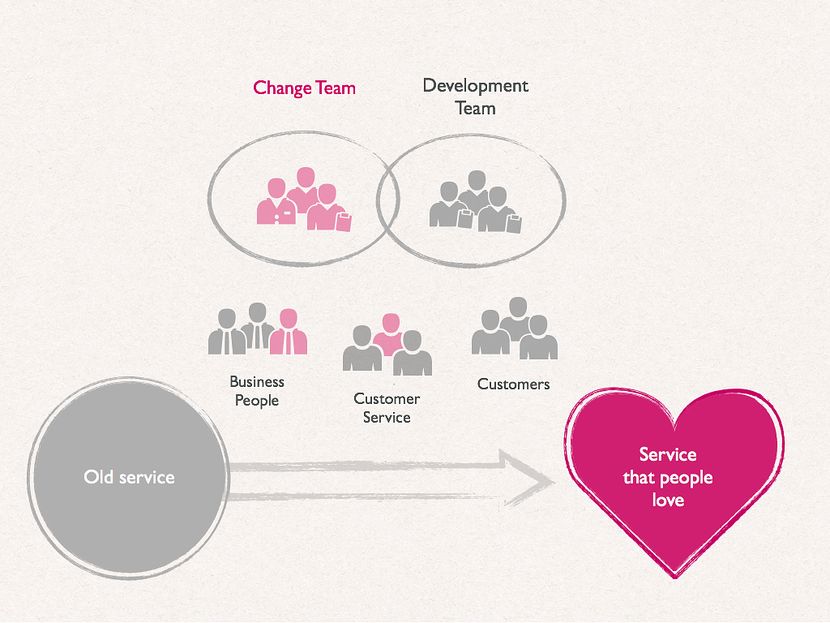 Change Team
Development
Team
Business
People
Customer
Service
Customers
Old service
Service
that people
love